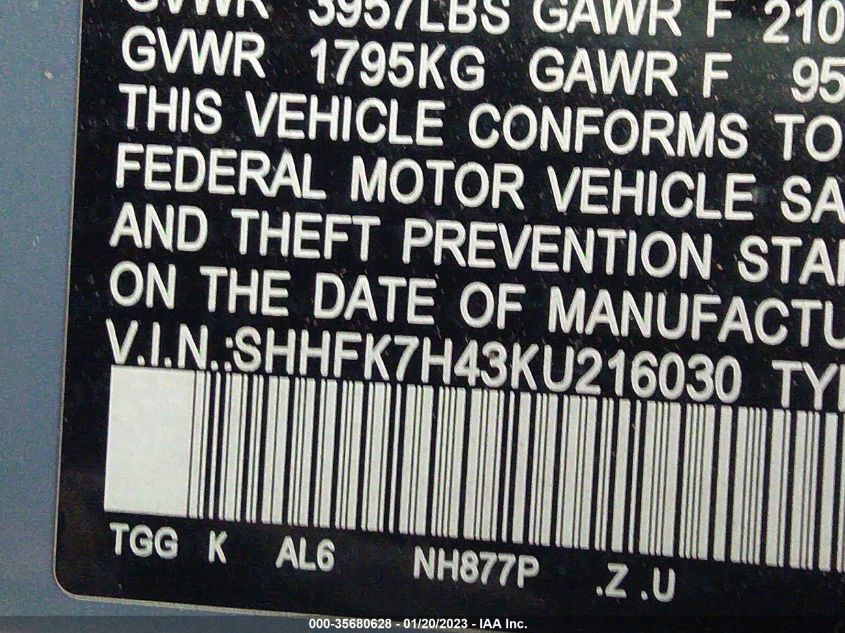 GVWR 3957LBS GAWR F 210
GVWR 1795KG GAWR F 95
THIS VEHICLE CONFORMS TO
FEDERAL MOTOR VEHICLE SA
AND THEFT PREVENTION STA
ON THE DATE OF MANUFACTU
V.I.N.:SHHFK7H43KU216030 TY
TGG K AL6 NH877P .Z .U
000-35680628 - 01/20/2023 - IAA Inc.